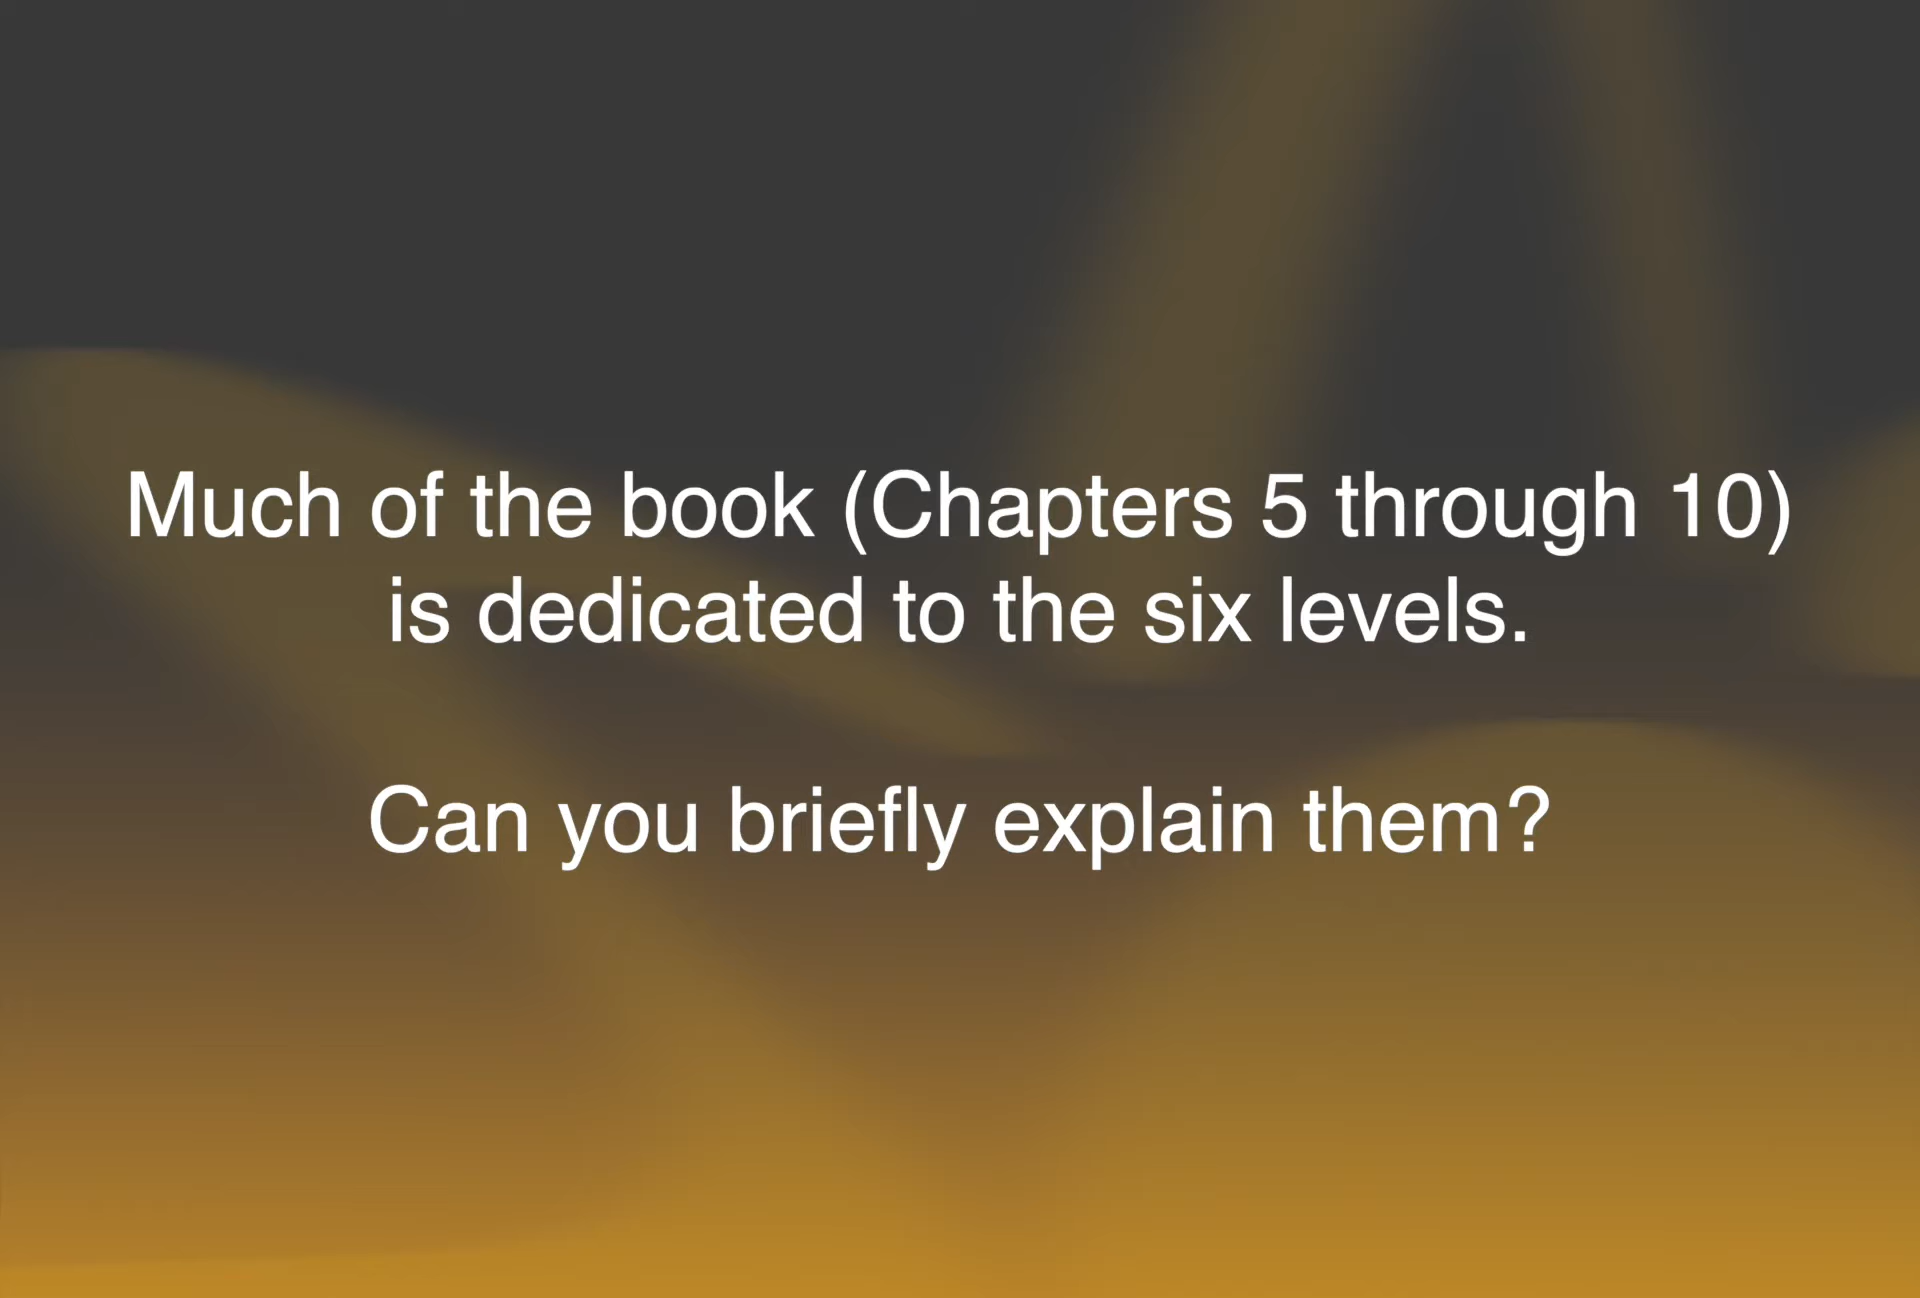 Much of the book (Chapters 5 through 10)
is dedicated to the six levels.
Can you briefly explain them?